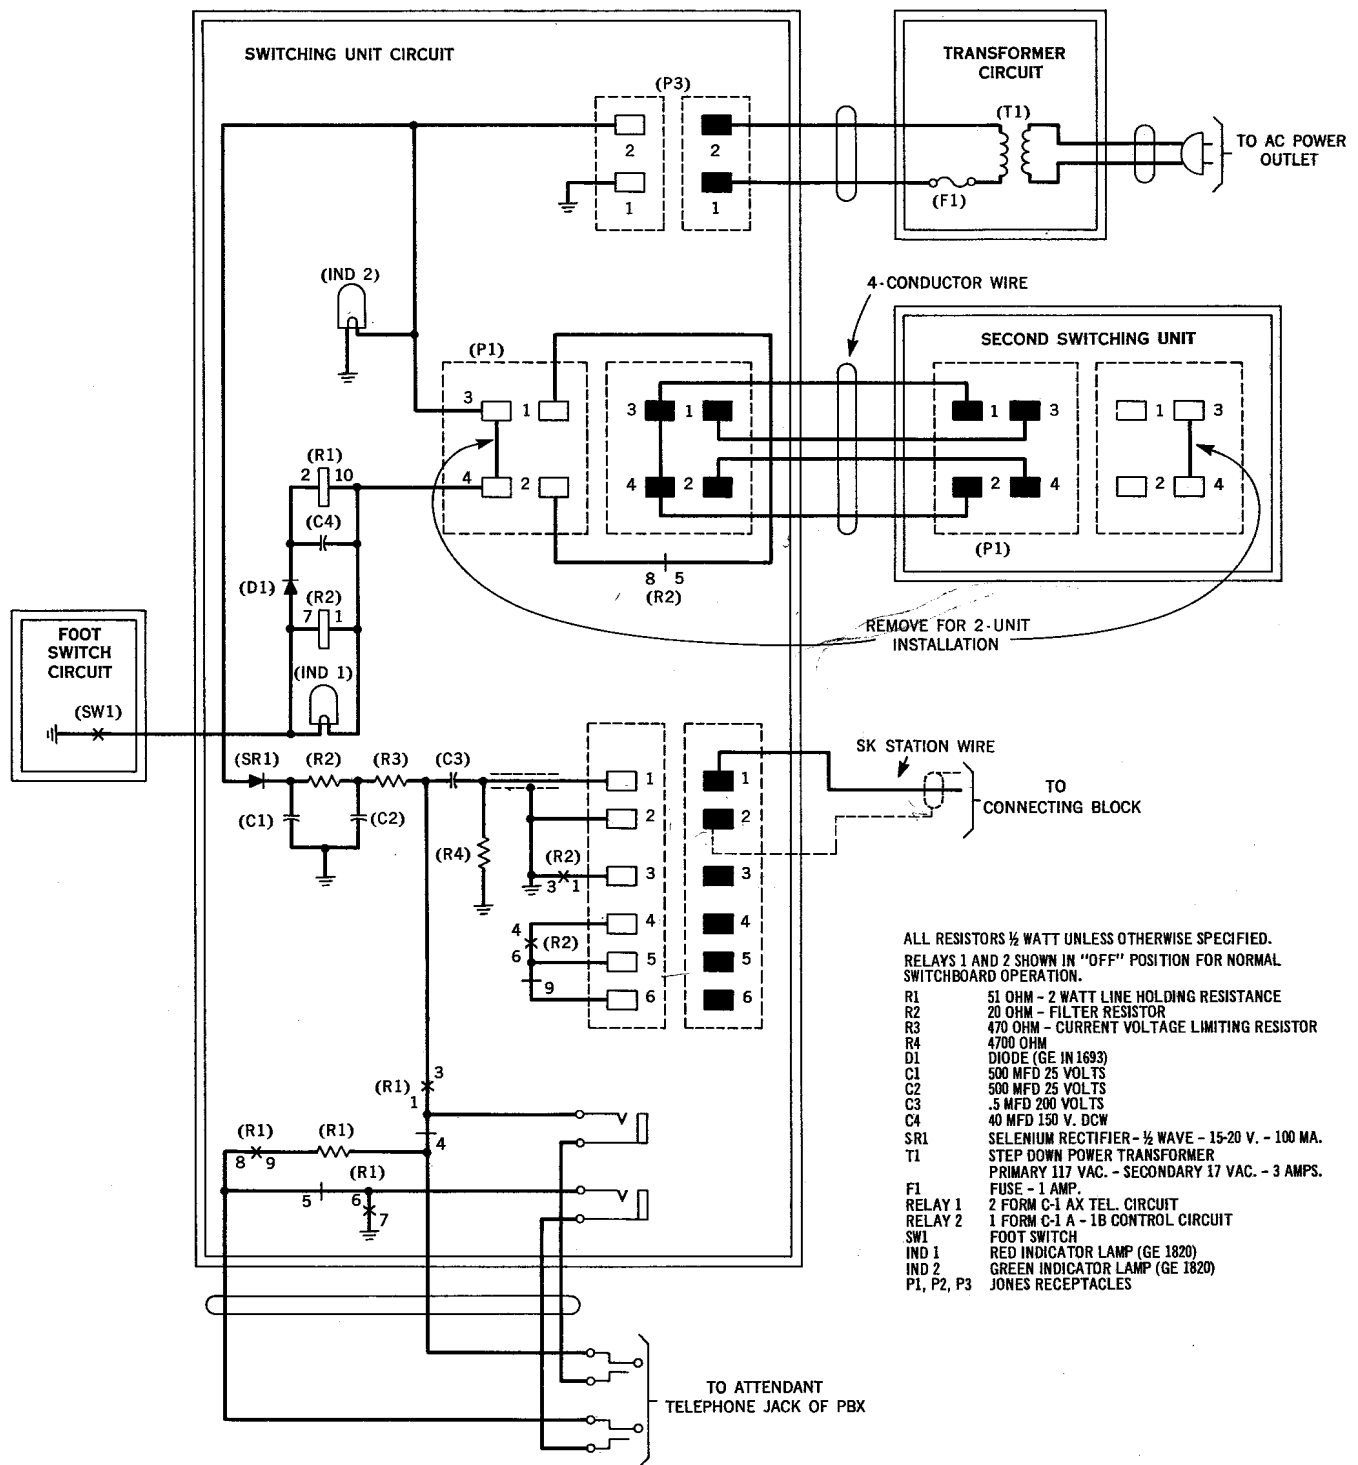 SWITCHING UNIT CIRCUIT
TRANSFORMER
CIRCUIT
(P3)
(T1)
2
2
1
1
(F1)
TO AC POWER
OUTLET
(IND 2)
4-CONDUCTOR WIRE
SECOND SWITCHING UNIT
(P1)
3
1
3
1
1
3
1
3
(R1)
2
10
4
2
4
2
2
4
2
4
(C4)
(P1)
(D1)
(R2)
7
1
8
5
(R2)
REMOVE FOR 2-UNIT
INSTALLATION
FOOT
SWITCH
CIRCUIT
(IND 1)
(SW1)
(SR1)
(R2)
(R3)
(C3)
SK STATION WIRE
1
1
TO
CONNECTING BLOCK
(C1)
(C2)
2
2
(R4)
(R2)
3
1
3
3
4
(R2)
6
9
4
4
5
5
6
6
ALL RESISTORS ½ WATT UNLESS OTHERWISE SPECIFIED.
RELAYS 1 AND 2 SHOWN IN "OFF" POSITION FOR NORMAL
SWITCHBOARD OPERATION.
R1 51 OHM - 2 WATT LINE HOLDING RESISTANCE
R2 20 OHM - FILTER RESISTOR
R3 470 OHM - CURRENT VOLTAGE LIMITING RESISTOR
R4 4700 OHM
D1 DIODE (GE IN 1693)
C1 500 MFD 25 VOLTS
C2 500 MFD 25 VOLTS
C3 .5 MFD 200 VOLTS
C4 40 MFD 150 V. DCW
SR1 SELENIUM RECTIFIER - ½ WAVE - 15-20 V. - 100 MA.
T1 STEP DOWN POWER TRANSFORMER
PRIMARY 117 VAC. - SECONDARY 17 VAC. - 3 AMPS.
F1 FUSE - 1 AMP.
RELAY 1 2 FORM C-1 AX TEL. CIRCUIT
RELAY 2 1 FORM C-1 A - 1B CONTROL CIRCUIT
SW1 FOOT SWITCH
IND 1 RED INDICATOR LAMP (GE 1820)
IND 2 GREEN INDICATOR LAMP (GE 1820)
P1, P2, P3 JONES RECEPTACLES
(R1)
3
1
4
(R1)
8
9
(R1)
(R1)
5
6
7
TO ATTENDANT
TELEPHONE JACK OF PBX